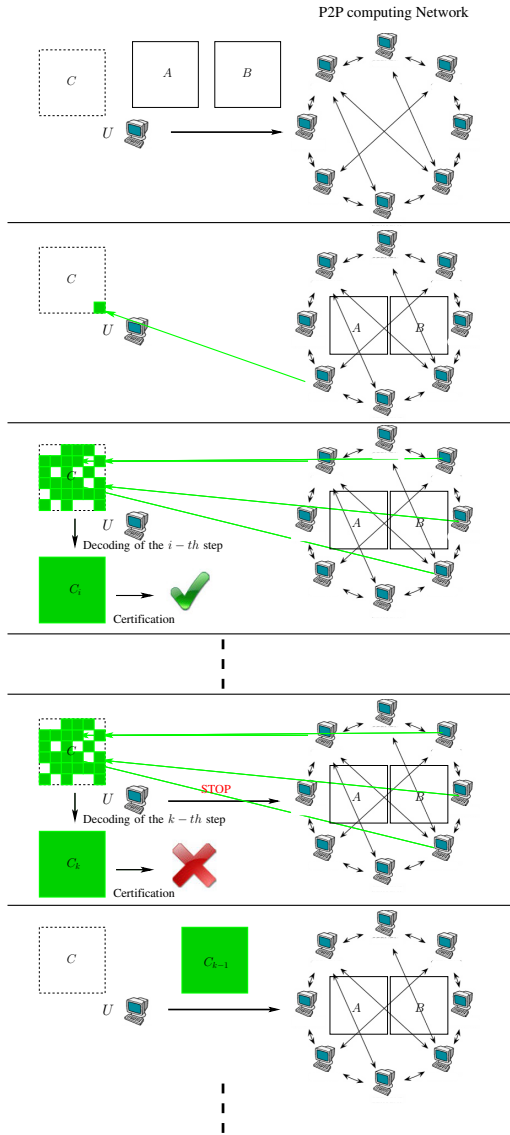 P2P computing Network
C
A
B
U
C
U
A
B
C
U
A
B
Decoding of the i − th step
C_i
Certification
C
U
STOP
A
B
Decoding of the k − th step
C_k
Certification
C
C_{k−1}
U
A
B